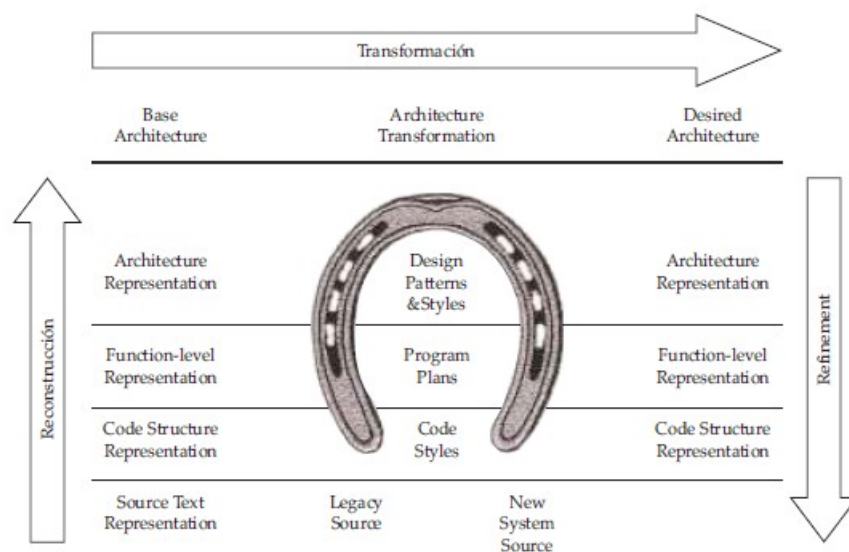 Transformación
Base
Architecture
Architecture
Transformation
Desired
Architecture
Reconstrucción
Architecture
Representation
Design
Patterns
&Styles
Architecture
Representation
Refinement
Function-level
Representation
Program
Plans
Function-level
Representation
Code Structure
Representation
Code
Styles
Code Structure
Representation
Source Text
Representation
Legacy
Source
New
System
Source